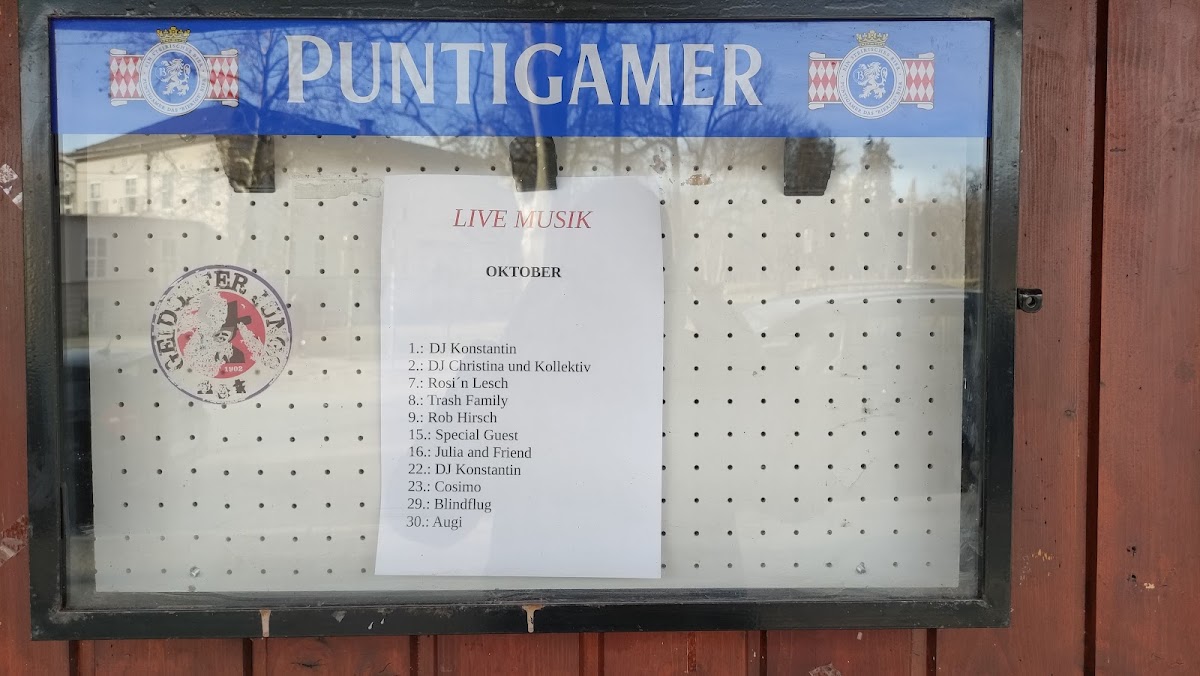 PUNTIGAMER
LIVE MUSIK
OKTOBER
1.: DJ Konstantin
2.: DJ Christina und Kollektiv
7.: Rosi´n Lesch
8.: Trash Family
9.: Rob Hirsch
15.: Special Guest
16.: Julia and Friend
22.: DJ Konstantin
23.: Cosimo
29.: Blindflug
30.: Augi
1902